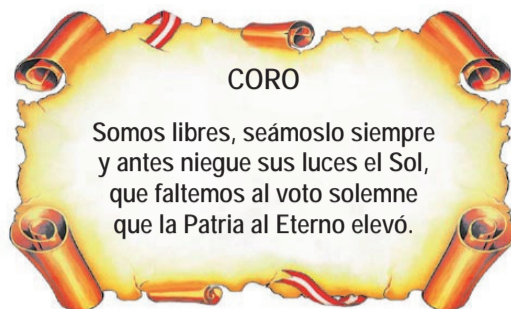 CORO
Somos libres, seámoslo siempre
y antes niegue sus luces el Sol,
que faltemos al voto solemne
que la Patria al Eterno elevó.